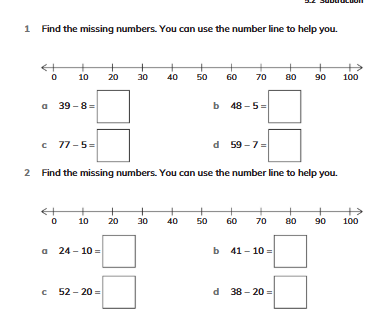 5.2 Subtraction
1 Find the missing numbers. You can use the number line to help you.
0 10 20 30 40 50 60 70 80 90 100
a 39 – 8 =
b 48 – 5 =
c 77 – 5 =
d 59 – 7 =
2 Find the missing numbers. You can use the number line to help you.
0 10 20 30 40 50 60 70 80 90 100
a 24 – 10 =
b 41 – 10 =
c 52 – 20 =
d 38 – 20 =